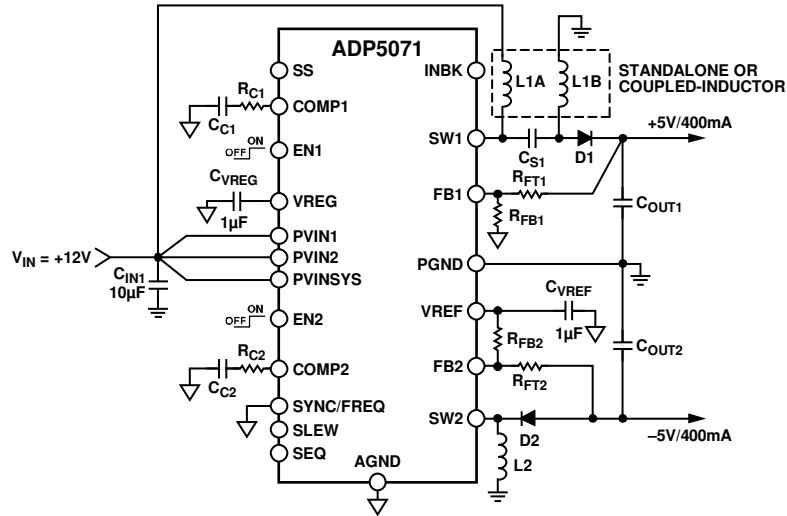 ADP5071
SS
INBK
L1A
L1B
STANDALONE OR
COUPLED-INDUCTOR
RC1
CC1
COMP1
SW1
CS1
D1
+5V/400mA
ON
OFF
EN1
CVREG
1µF
VREG
FB1
RFT1
RFB1
COUT1
PVIN1
VIN = +12V
PVIN2
PVINSYS
CIN1
10µF
PGND
ON
OFF
EN2
VREF
CVREF
1µF
RFB2
COUT2
RC2
CC2
COMP2
FB2
RFT2
SYNC/FREQ
SW2
D2
–5V/400mA
SLEW
SEQ
L2
AGND